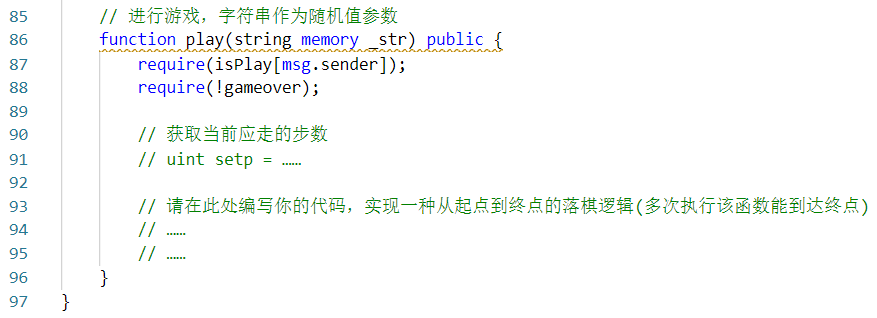 85 // 进行游戏，字符串作为随机值参数
86 function play(string memory _str) public {
87 require(isPlay[msg.sender]);
88 require(!gameover);
89
90 // 获取当前应走的步数
91 // uint setp = ……
92
93 // 请在此处编写你的代码，实现一种从起点到终点的落棋逻辑(多次执行该函数能到达终点)
94 // ……
95 // ……
96 }
97 }